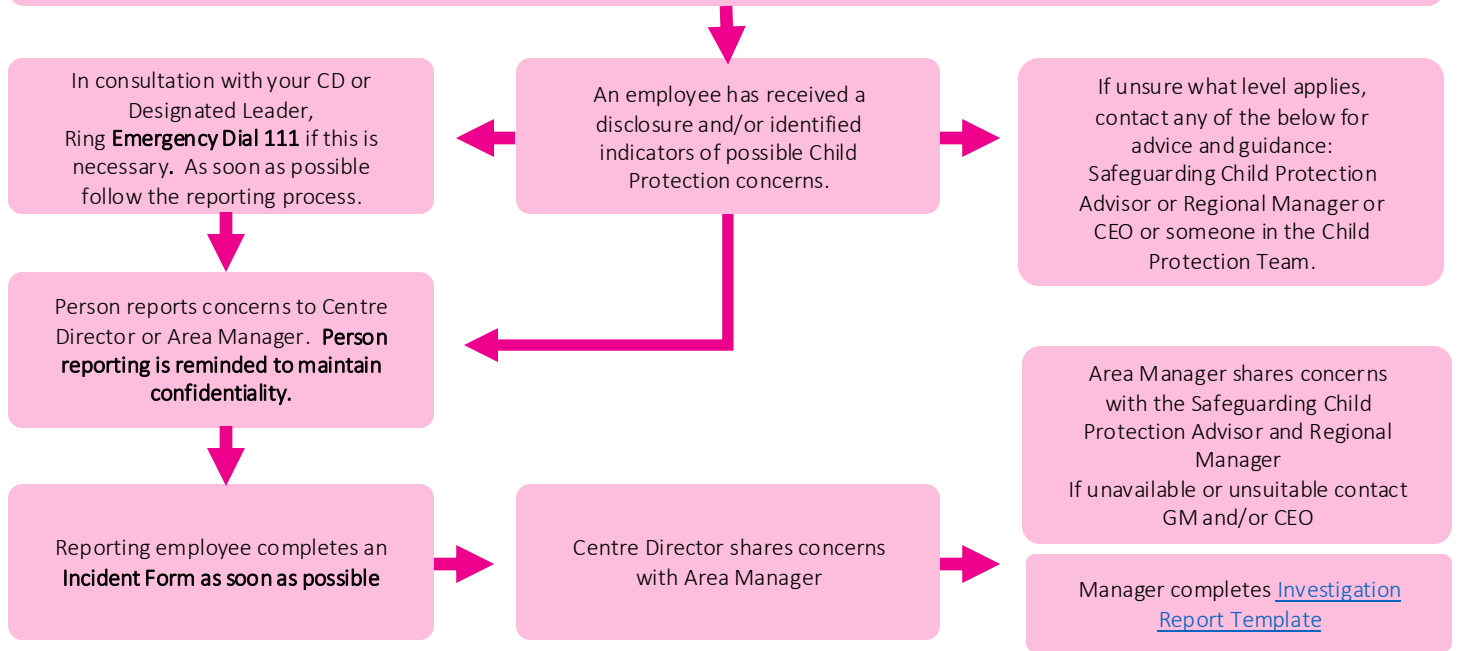 In consultation with your CD or
Designated Leader,
Ring Emergency Dial 111 if this is
necessary.  As soon as possible
follow the reporting process.
An employee has received a
disclosure and/or identified
indicators of possible Child
Protection concerns.
If unsure what level applies,
contact any of the below for
advice and guidance:
Safeguarding Child Protection
Advisor or Regional Manager or
CEO or someone in the Child
Protection Team.
Person reports concerns to Centre
Director or Area Manager.  Person
reporting is reminded to maintain
confidentiality.
Area Manager shares concerns
with the Safeguarding Child
Protection Advisor and Regional
Manager
If unavailable or unsuitable contact
GM and/or CEO
Reporting employee completes an
Incident Form as soon as possible
Centre Director shares concerns
with Area Manager
Manager completes Investigation
Report Template